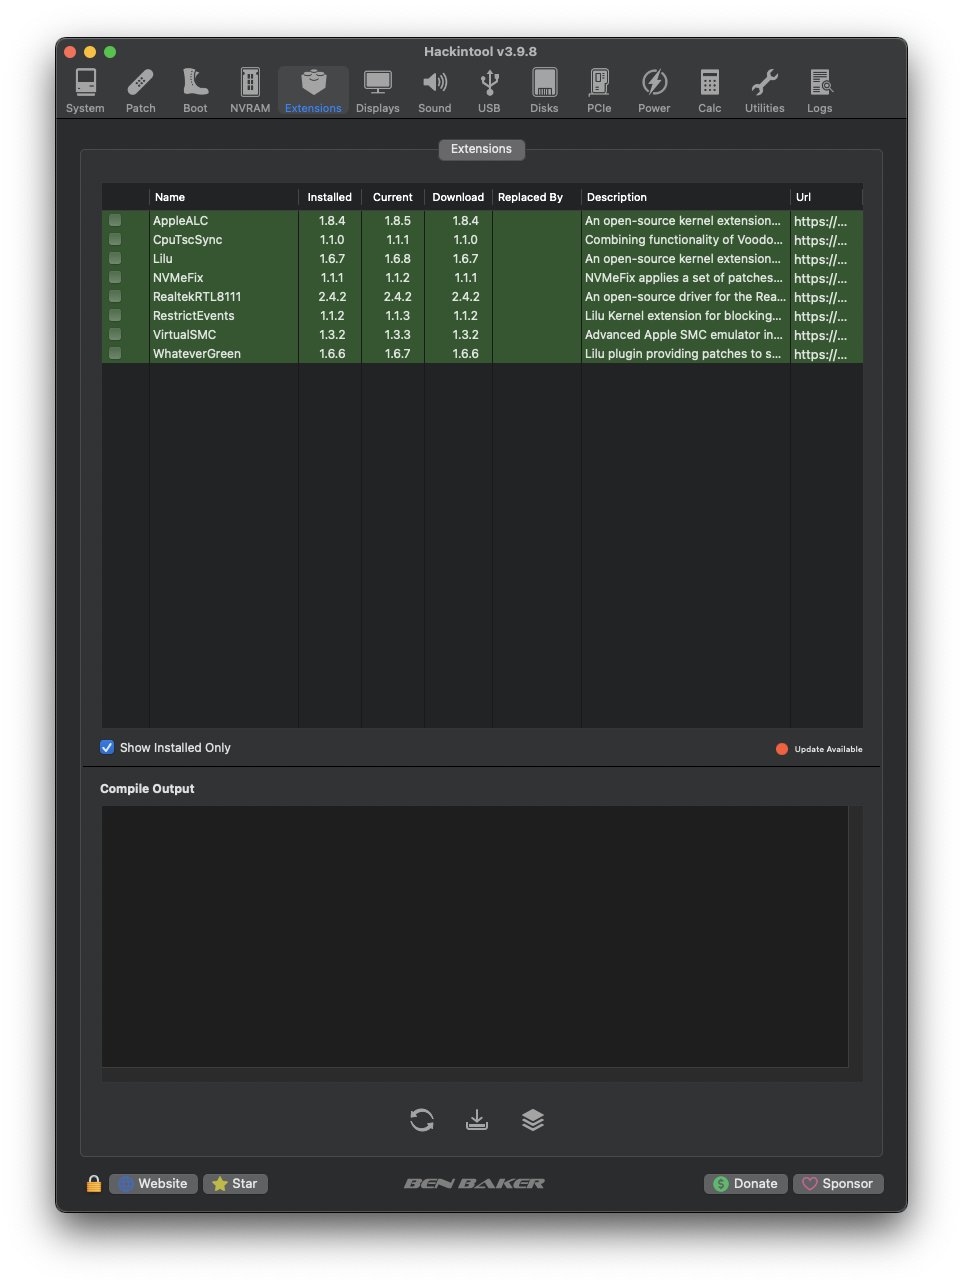 Hackintool v3.9.8
System Patch Boot NVRAM Extensions Displays Sound USB Disks PCIe Power Calc Utilities Logs
Extensions
Name Installed Current Download Replaced By Description Url
AppleALC 1.8.4 1.8.5 1.8.4 An open-source kernel extension... https://...
CpuTscSync 1.1.0 1.1.1 1.1.0 Combining functionality of Voodo... https://...
Lilu 1.6.7 1.6.8 1.6.7 An open-source kernel extension... https://...
NVMeFix 1.1.1 1.1.2 1.1.1 NVMeFix applies a set of patches... https://...
RealtekRTL8111 2.4.2 2.4.2 2.4.2 An open-source driver for the Rea... https://...
RestrictEvents 1.1.2 1.1.3 1.1.2 Lilu Kernel extension for blocking... https://...
VirtualSMC 1.3.2 1.3.3 1.3.2 Advanced Apple SMC emulator in... https://...
WhateverGreen 1.6.6 1.6.7 1.6.6 Lilu plugin providing patches to s... https://...
Show Installed Only Update Available
Compile Output
Website Star BEN BAKER Donate Sponsor